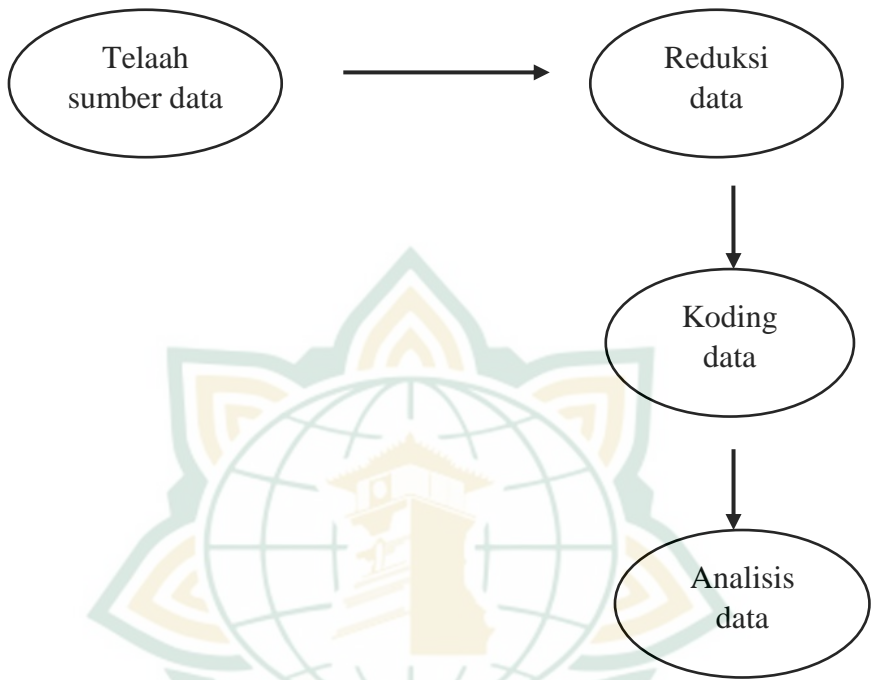 Telaah
sumber data
Reduksi
data
Koding
data
Analisis
data